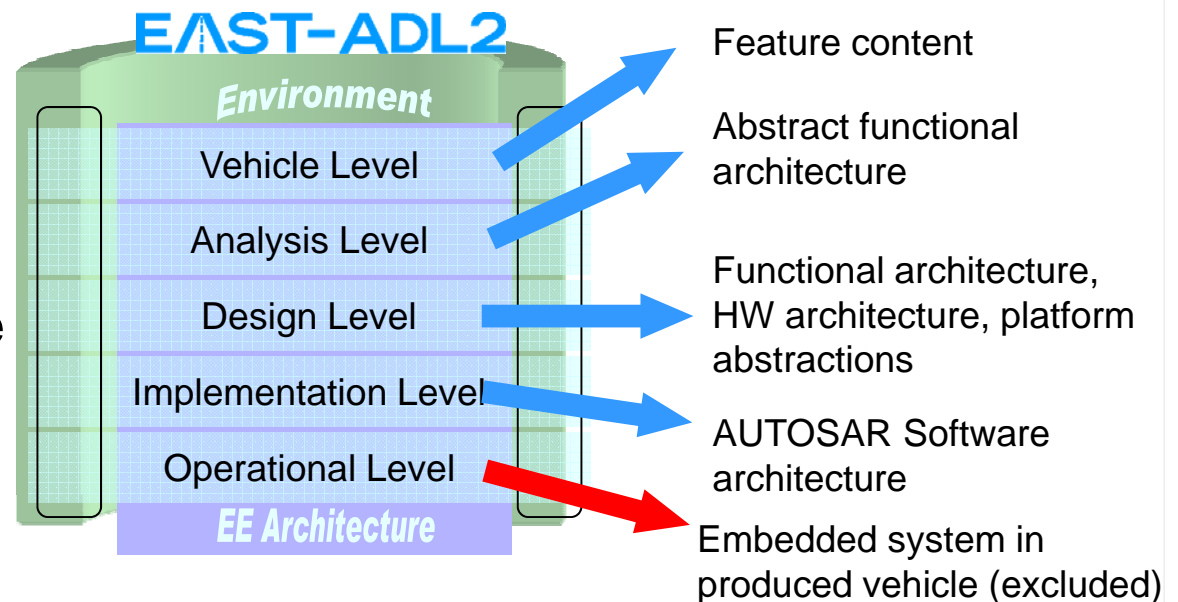 EAST-ADL2
Environment
Vehicle Level
Analysis Level
Design Level
Implementation Level
Operational Level
EE Architecture
Feature content
Abstract functional
architecture
Functional architecture,
HW architecture, platform
abstractions
AUTOSAR Software
architecture
Embedded system in
produced vehicle (excluded)
e